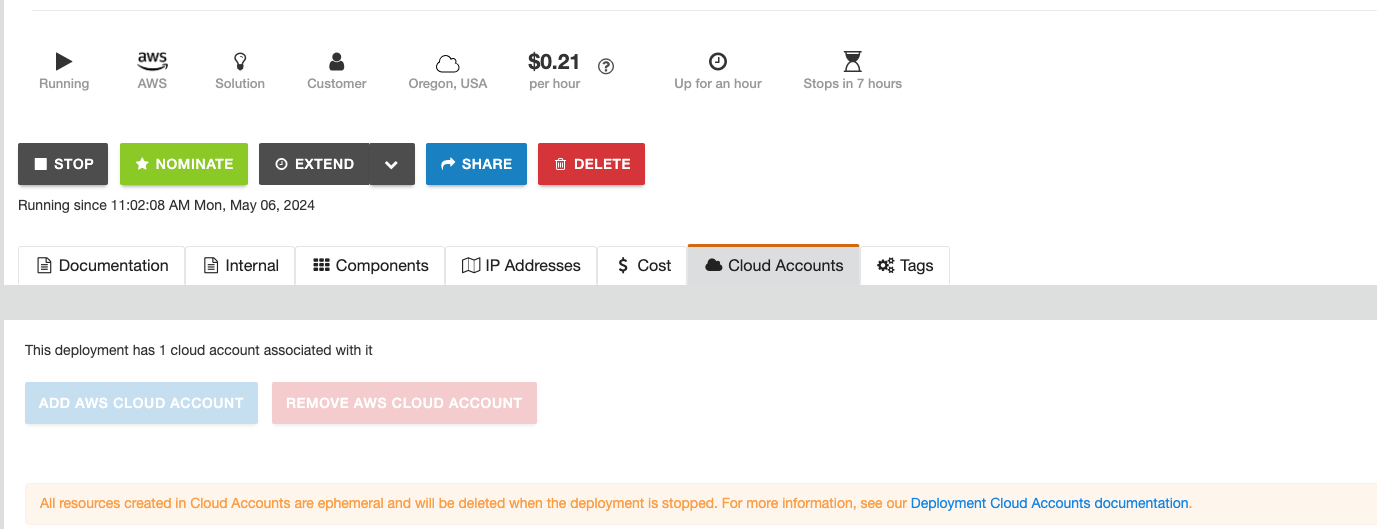 aws
$0.21
Running AWS Solution Customer Oregon, USA per hour Up for an hour Stops in 7 hours
STOP NOMINATE EXTEND SHARE DELETE
Running since 11:02:08 AM Mon, May 06, 2024
Documentation Internal Components IP Addresses $ Cost Cloud Accounts Tags
This deployment has 1 cloud account associated with it
ADD AWS CLOUD ACCOUNT REMOVE AWS CLOUD ACCOUNT
All resources created in Cloud Accounts are ephemeral and will be deleted when the deployment is stopped. For more information, see our Deployment Cloud Accounts documentation.